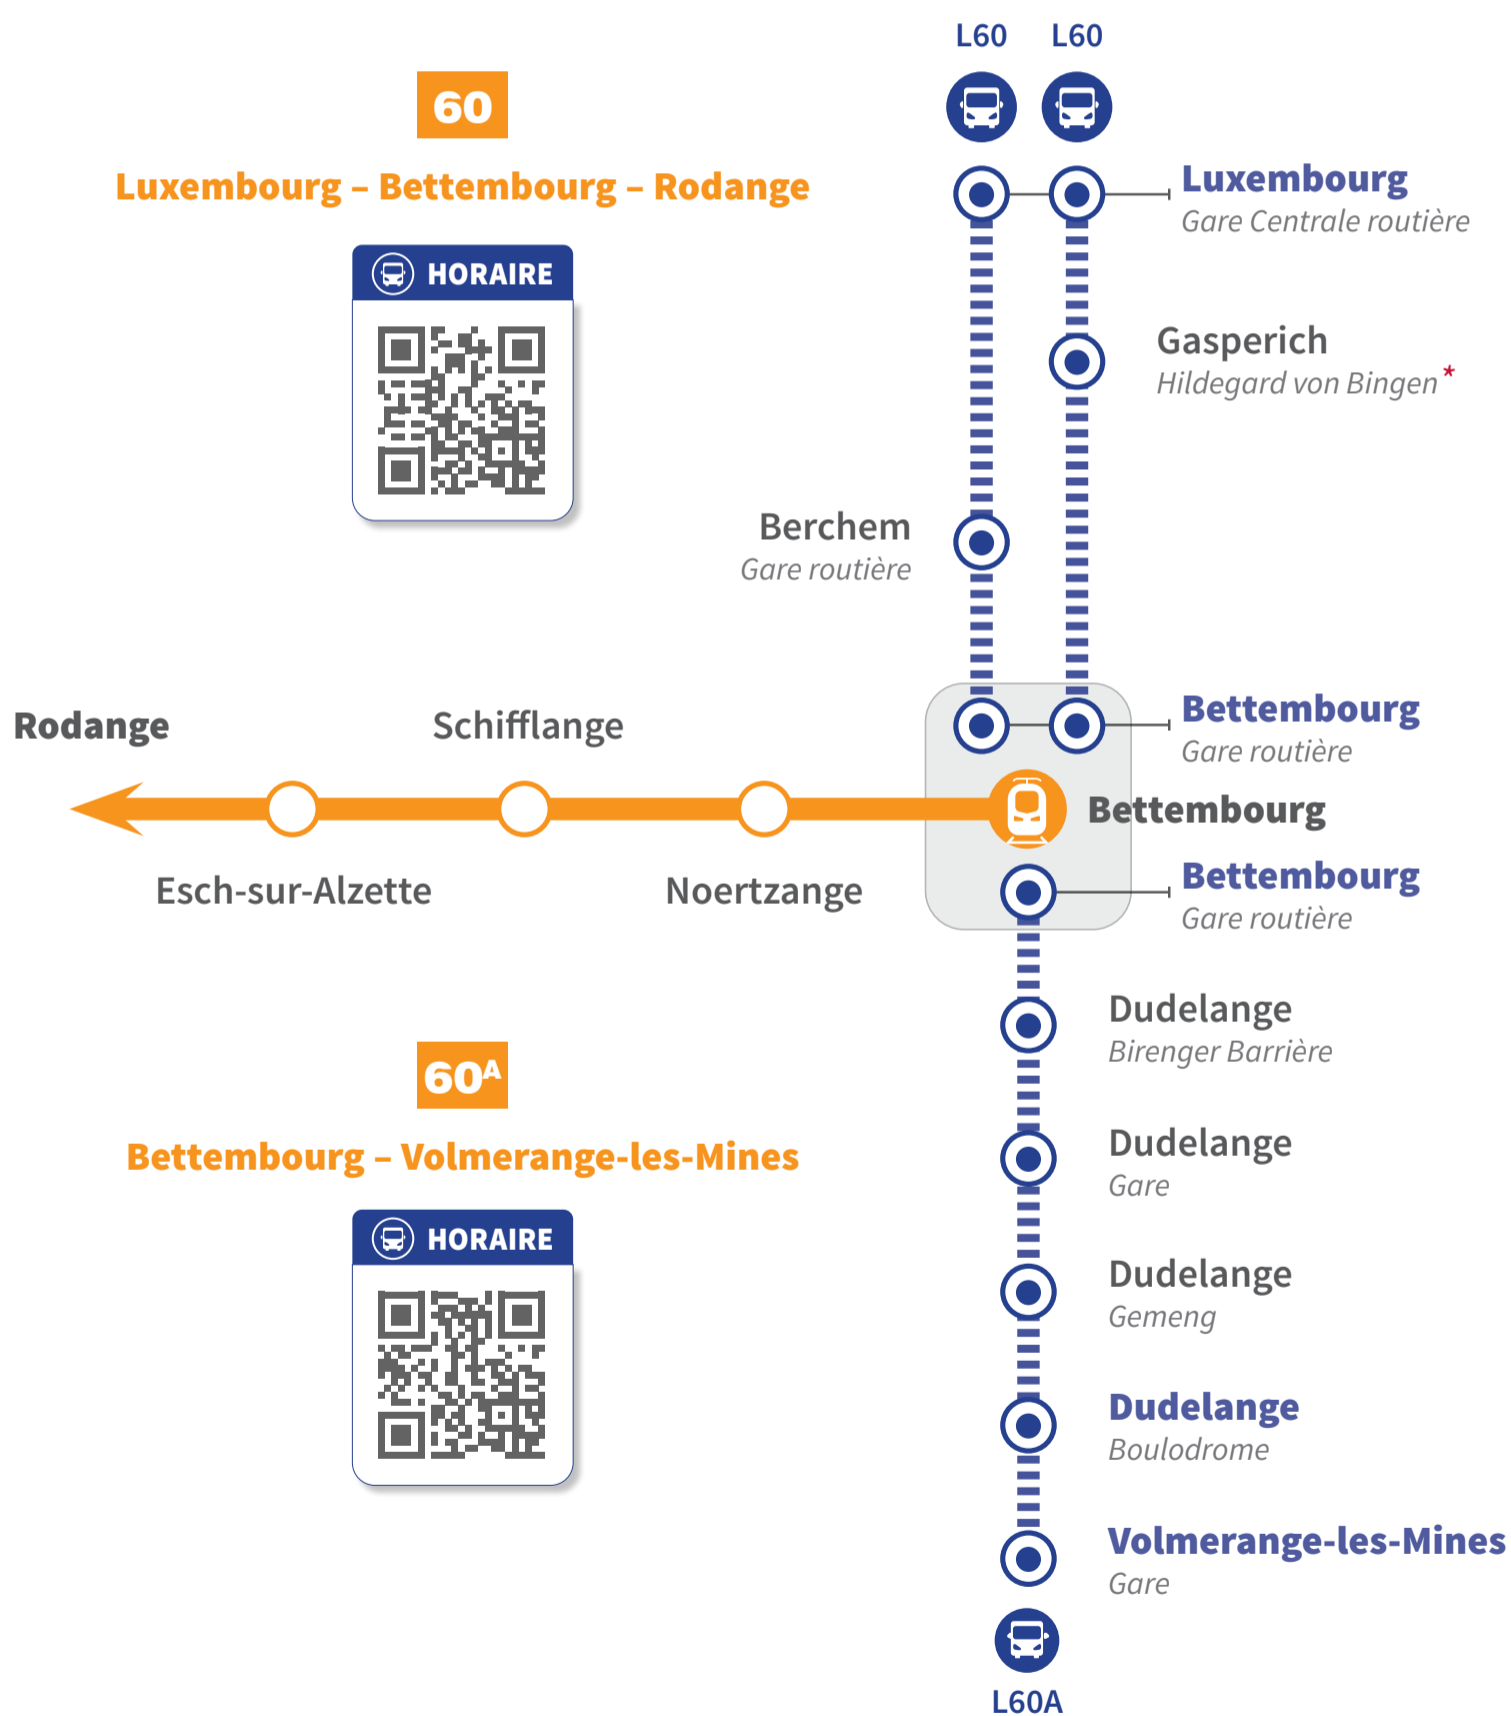 L60
L60
60
Luxembourg – Bettembourg – Rodange
HORAIRE
Luxembourg
Gare Centrale routière
Gasperich
Hildegard von Bingen*
Berchem
Gare routière
Rodange
Schifflange
Bettembourg
Gare routière
Bettembourg
Esch-sur-Alzette
Noertzange
Bettembourg
Gare routière
Dudelange
Birenger Barrière
60A
Bettembourg – Volmerange-les-Mines
HORAIRE
Dudelange
Gare
Dudelange
Gemeng
Dudelange
Boulodrome
Volmerange-les-Mines
Gare
L60A